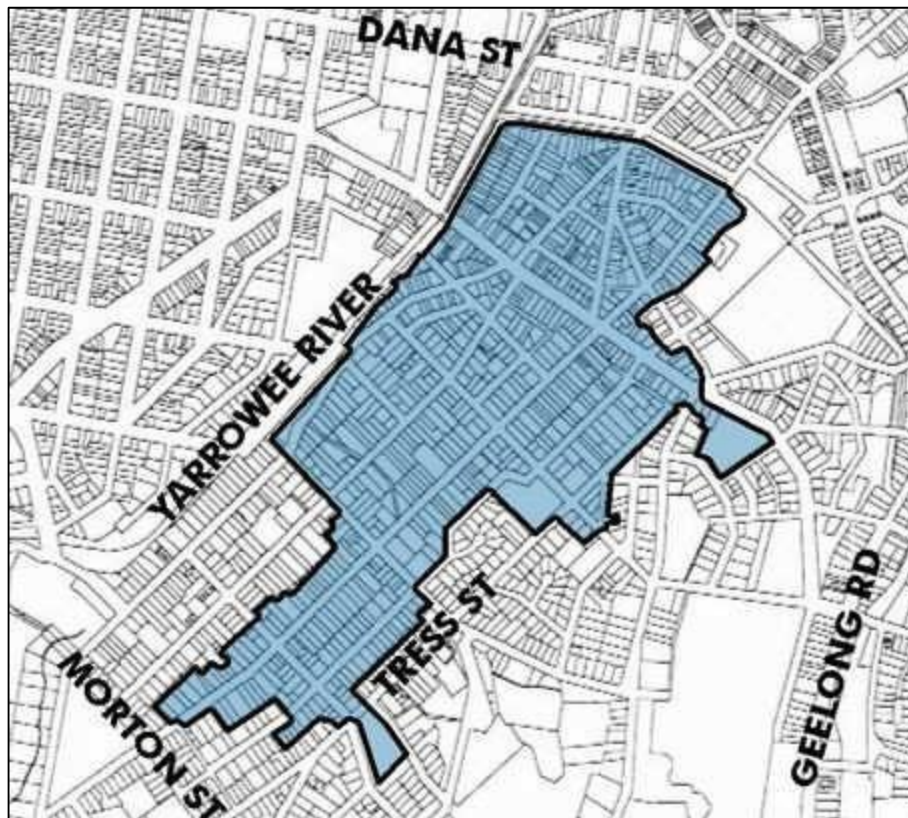 DANA ST
YARROWEE RIVER
TRESS ST
MORTON ST
GEELONG RD